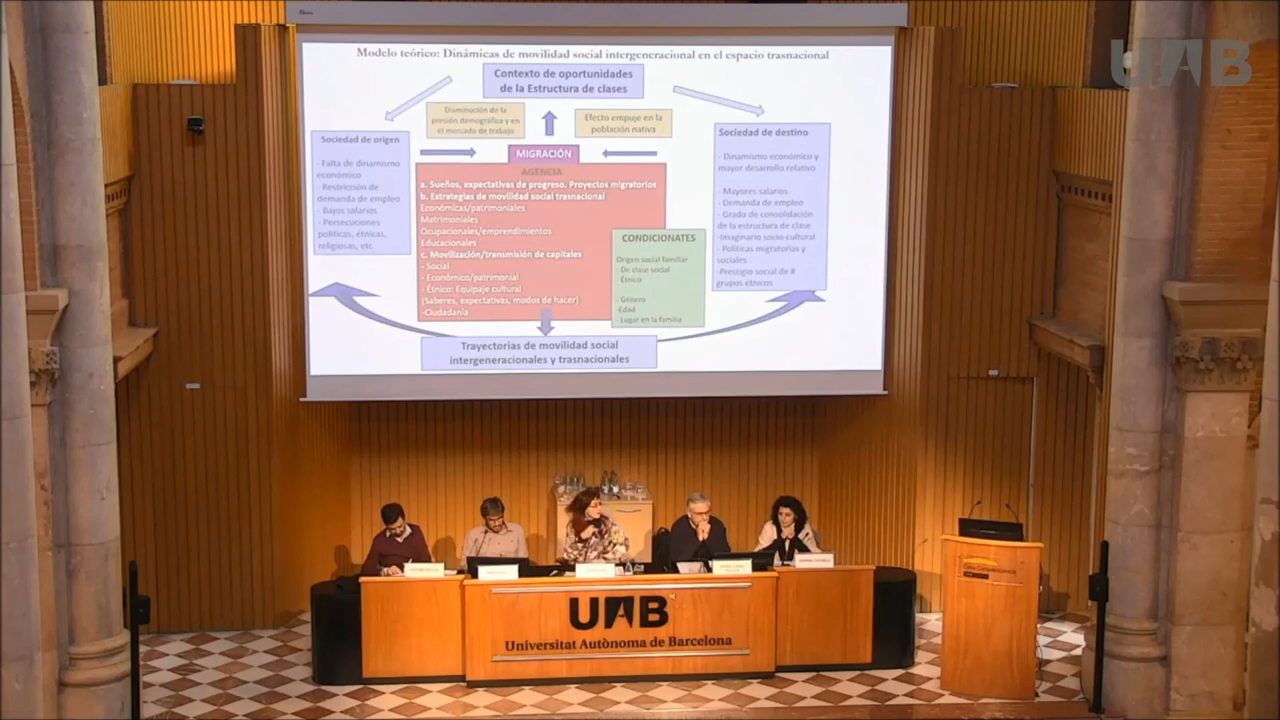 UAB
Modelo teórico: Dinámicas de movilidad social intergeneracional en el espacio trasnacional
Contexto de oportunidades
de la Estructura de clases
Disminución de la
presión demográfica y en
el mercado de trabajo
Efecto empuje en la
población nativa
Sociedad de origen
- Falta de dinamismo
económico
- Restricción de
demanda de empleo
- Bajos salarios
- Persecuciones
políticas, étnicas,
religiosas, etc.
MIGRACIÓN
AGENCIA
a. Sueños, expectativas de progreso. Proyectos migratorios
b. Estrategias de movilidad social trasnacional
Económicas/patrimoniales
Matrimoniales
Ocupacionales/emprendimientos
Educacionales
c. Movilización/transmisión de capitales
- Social
- Económico/patrimonial
- Étnico: Equipaje cultural
(Saberes, expectativas, modos de hacer)
-Ciudadanía
CONDICIONATES
Origen social familiar
- De clase social
- Étnico
- Género
-Edad
- Lugar en la familia
Sociedad de destino
- Dinamismo económico y
mayor desarrollo relativo
- Mayores salarios
- Demanda de empleo
- Grado de consolidación
de la estructura de clase
-Imaginario socio-cultural
- Políticas migratorias y
sociales
-Prestigio social de #
grupos étnicos
Trayectorias de movilidad social
intergeneracionales y trasnacionales
UAB
Universitat Autònoma de Barcelona